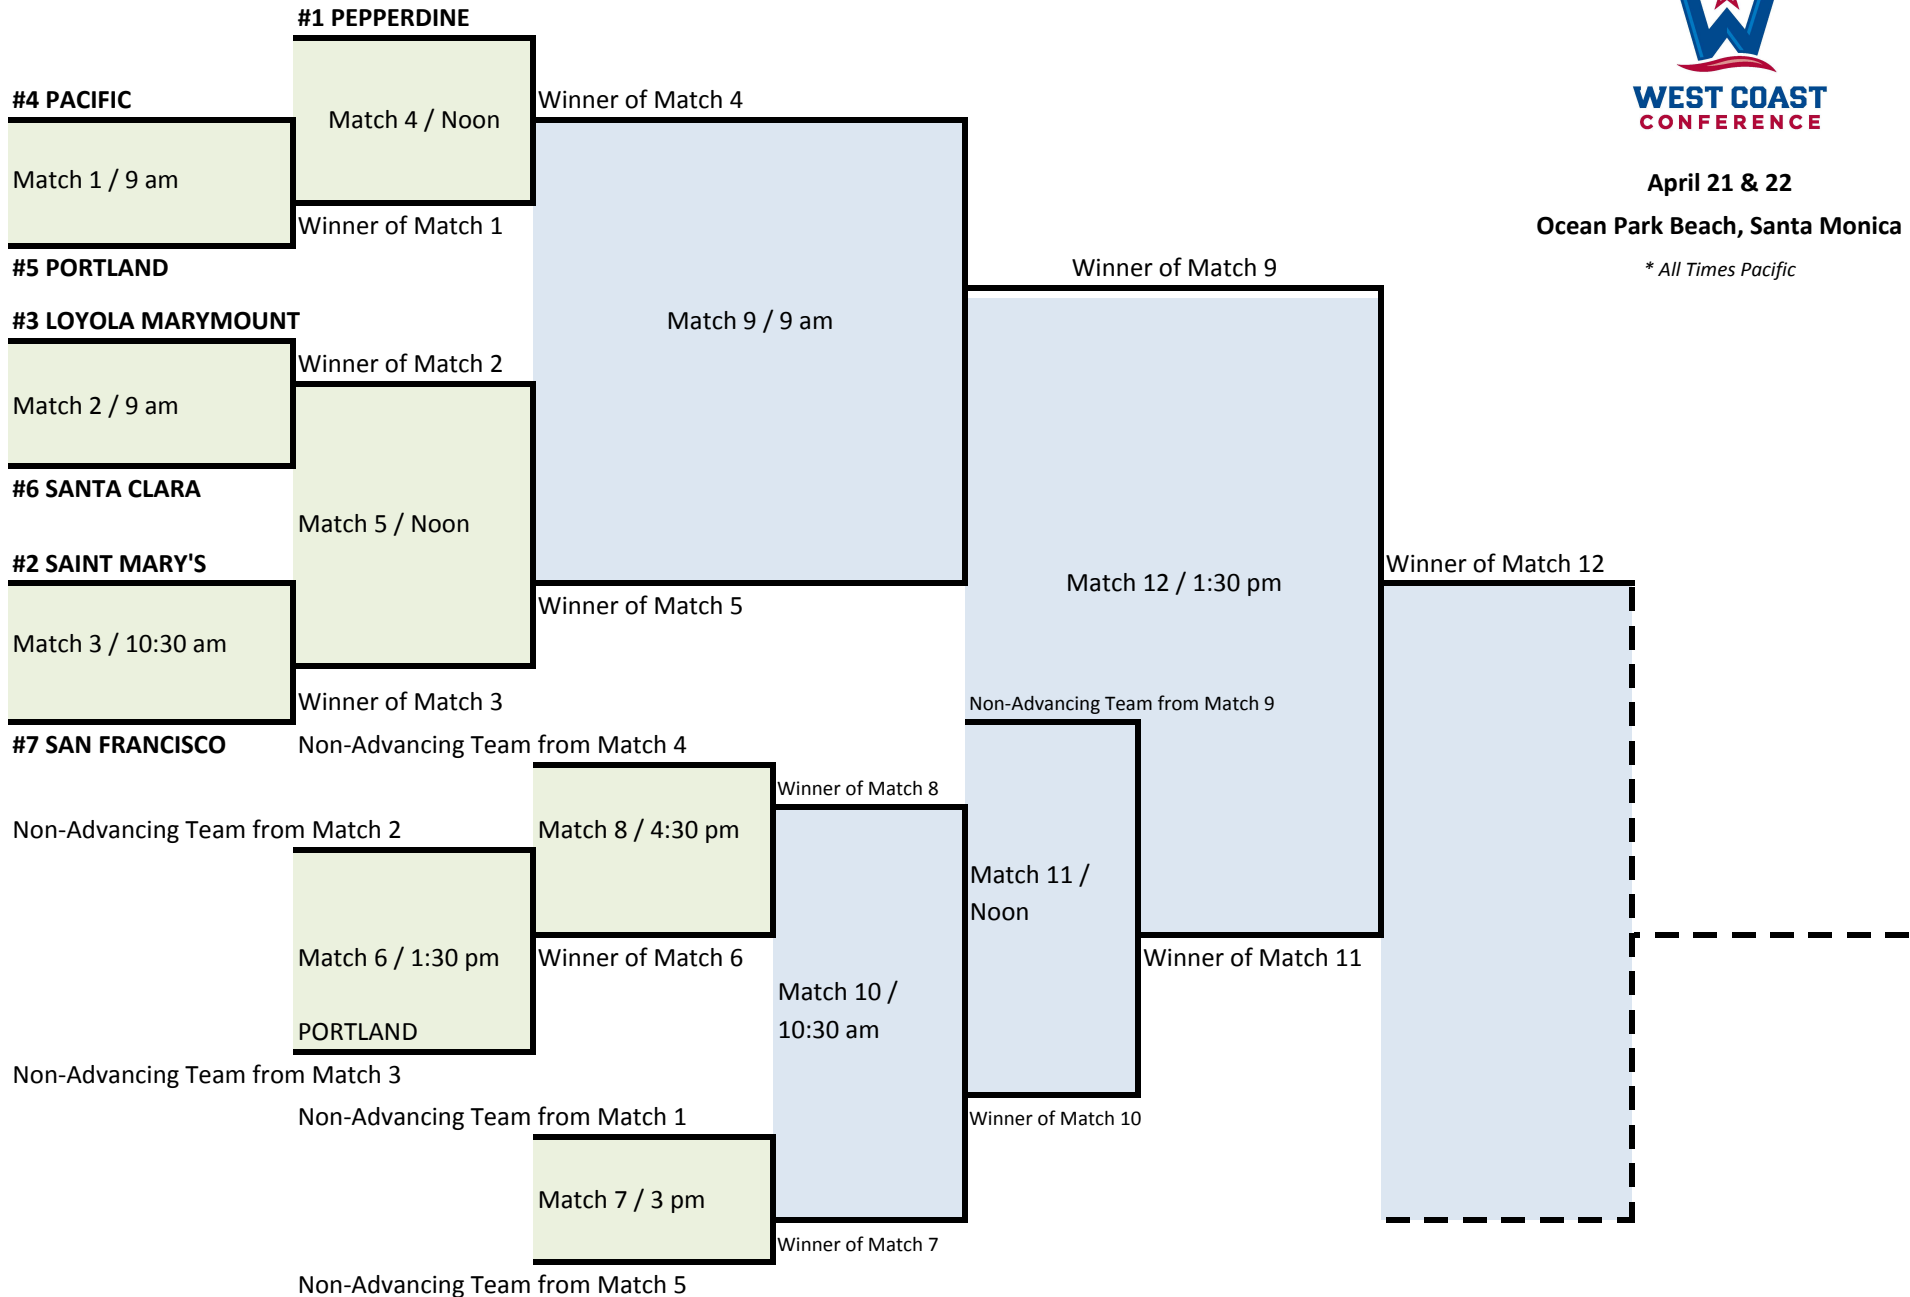 #1 PEPPERDINE
#4 PACIFIC
Winner of Match 4
Match 4 / Noon
WEST COAST
CONFERENCE
Match 1 / 9 am
April 21 & 22
Winner of Match 1
Ocean Park Beach, Santa Monica
#5 PORTLAND
Winner of Match 9
* All Times Pacific
#3 LOYOLA MARYMOUNT
Match 9 / 9 am
Winner of Match 2
Match 2 / 9 am
#6 SANTA CLARA
Match 5 / Noon
#2 SAINT MARY'S
Winner of Match 12
Match 12 / 1:30 pm
Winner of Match 5
Match 3 / 10:30 am
Winner of Match 3
Non-Advancing Team from Match 9
#7 SAN FRANCISCO
Non-Advancing Team from Match 4
Winner of Match 8
Non-Advancing Team from Match 2
Match 8 / 4:30 pm
Match 11 /
Noon
Match 6 / 1:30 pm
Winner of Match 6
Winner of Match 11
Match 10 /
10:30 am
PORTLAND
Non-Advancing Team from Match 3
Non-Advancing Team from Match 1
Winner of Match 10
Match 7 / 3 pm
Winner of Match 7
Non-Advancing Team from Match 5